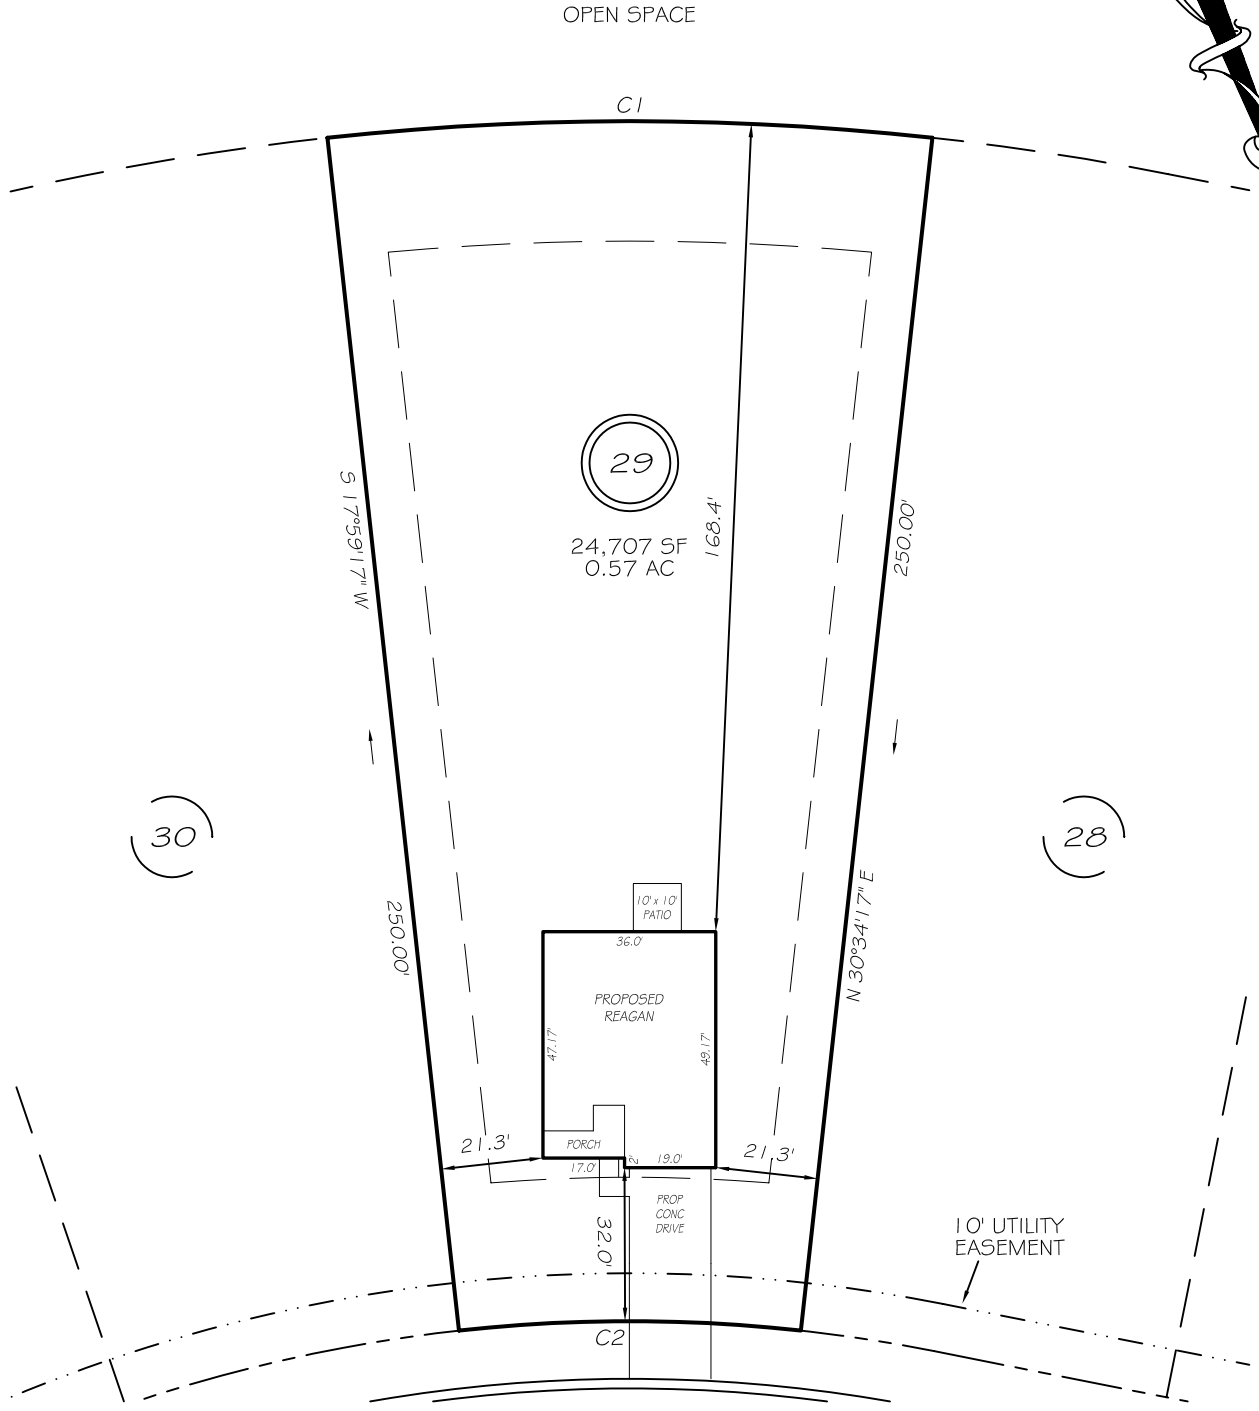 OPEN SPACE
C1
29
24,707 SF
0.57 AC
168.4'
250.00'
S 17°59'17" W
30
28
250.00'
N 30°34'17" E
10' x 10'
PATIO
36.0'
PROPOSED
REAGAN
47.17'
49.17'
21.3'
PORCH
17.0'
2'
19.0'
21.3'
PROP
CONC
DRIVE
32.0'
10' UTILITY
EASEMENT
C2